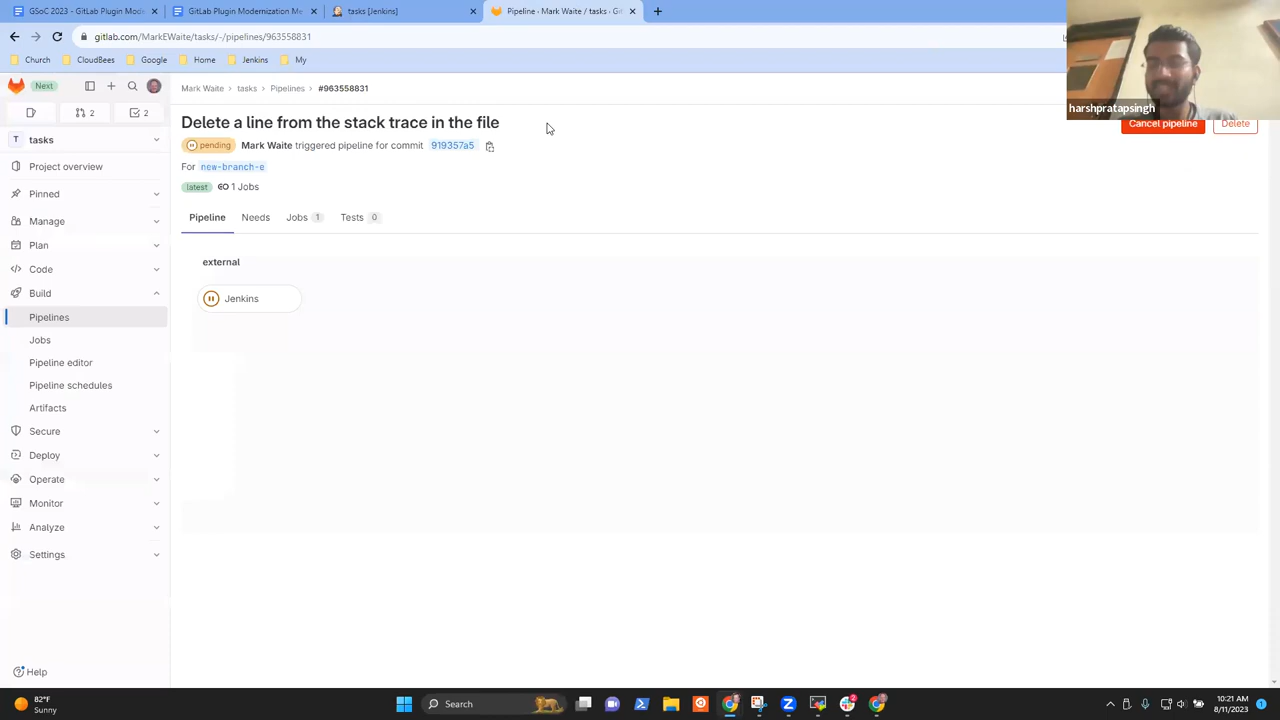 GSoC 2023 - GitLab Plugin Mode
GitLab Plugin Modernization - M
tasks [Jenkins]
Pipeline · Mark Waite / tasks · Gi
gitlab.com/MarkEWaite/tasks/-/pipelines/963558831
Church
CloudBees
Google
Home
Jenkins
My
harshpratapsingh
Next
Mark Waite
tasks
Pipelines
#963558831
2
2
Delete a line from the stack trace in the file
Cancel pipeline
Delete
T
tasks
pending
Mark Waite triggered pipeline for commit
919357a5
Project overview
For new-branch-e
latest
1 Jobs
Pinned
Manage
Pipeline
Needs
Jobs 1
Tests 0
Plan
external
Code
Build
Jenkins
Pipelines
Jobs
Pipeline editor
Pipeline schedules
Artifacts
Secure
Deploy
Operate
Monitor
Analyze
Settings
Help
82°F
Sunny
Search
2
10:21 AM
8/11/2023
1